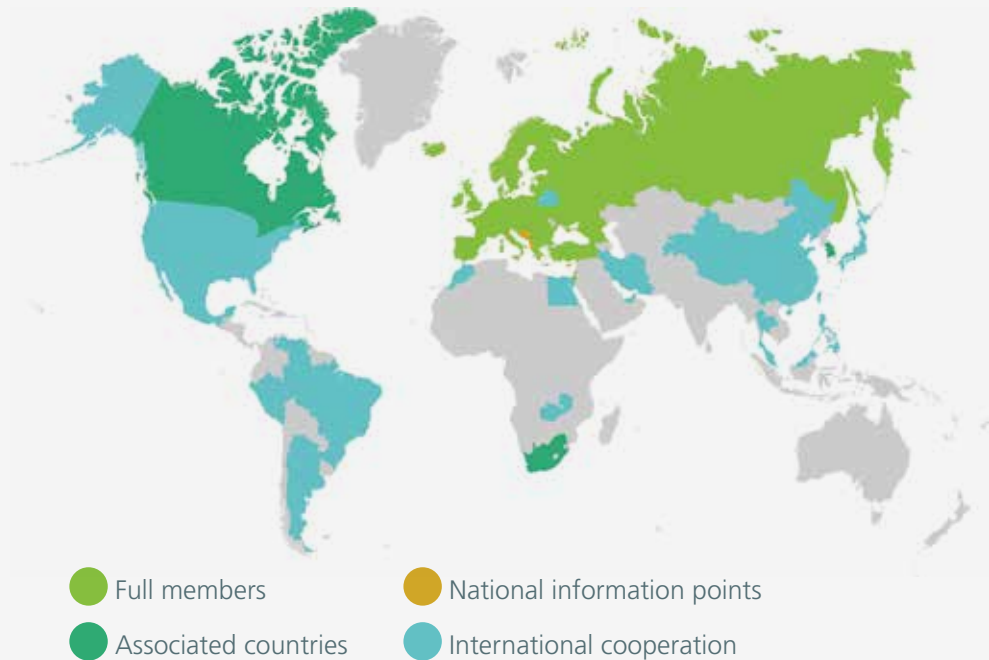 Full members
National information points
Associated countries
International cooperation